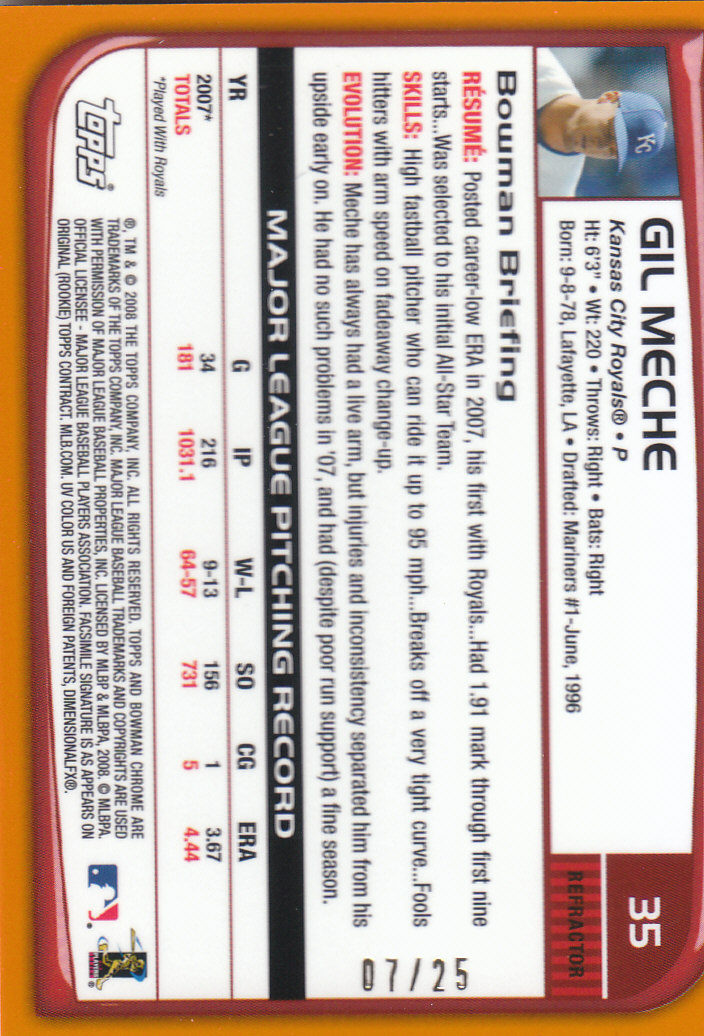 35
GIL MECHE
Kansas City Royals® • P
Ht: 6'3" • Wt: 220 • Throws: Right • Bats: Right
Born: 9-8-78, Lafayette, LA • Drafted: Mariners #1-June, 1996
REFRACTOR
KC
Bowman Briefing
RÉSUMÉ: Posted career-low ERA in 2007, his first with Royals...Had 1.91 mark through first nine
starts...Was selected to his initial All-Star Team.
SKILLS: High fastball pitcher who can ride it up to 95 mph...Breaks off a very tight curve...Fools
hitters with arm speed on fadeaway change-up.
EVOLUTION: Meche has always had a live arm, but injuries and inconsistency separated him from his
upside early on. He had no such problems in '07, and had (despite poor run support) a fine season.
07/25
MAJOR LEAGUE PITCHING RECORD
YR G IP W-L SO CG ERA
2007* 34 216 9-13 156 1 3.67
TOTALS 181 1031.1 64-57 731 5 4.44
*Played With Royals
Topps®
®, TM & © 2008 THE TOPPS COMPANY, INC. ALL RIGHTS RESERVED. TOPPS AND BOWMAN CHROME ARE
TRADEMARKS OF THE TOPPS COMPANY, INC. MAJOR LEAGUE BASEBALL TRADEMARKS AND COPYRIGHTS ARE USED
WITH PERMISSION OF MAJOR LEAGUE BASEBALL PROPERTIES, INC. LICENSED BY MLBP & MLBPA, 2008. © MLBPA.
OFFICIAL LICENSEE - MAJOR LEAGUE BASEBALL PLAYERS ASSOCIATION. FACSIMILE SIGNATURE IS AS APPEARS ON
ORIGINAL (ROOKIE) TOPPS CONTRACT. MLB.COM. UV COLOR US AND FOREIGN PATENTS, DIMENSIONALFX®.